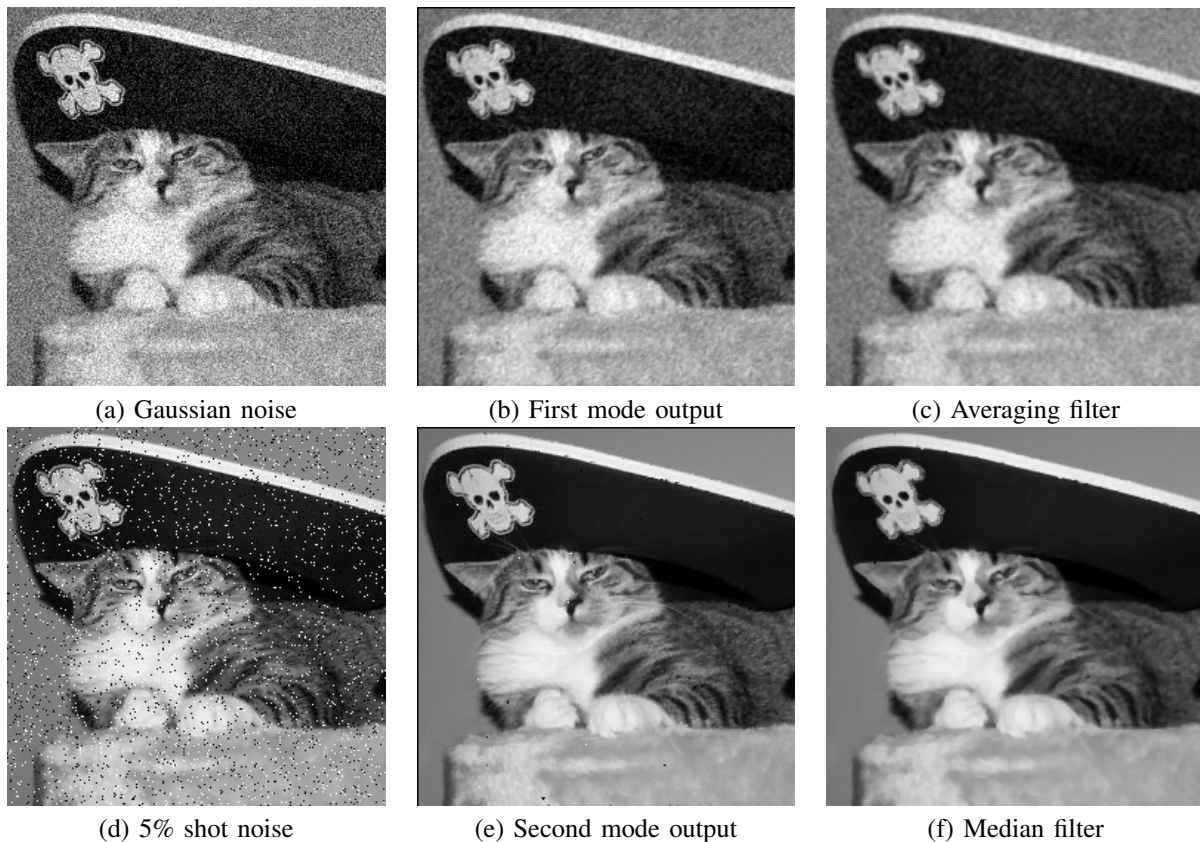 (a) Gaussian noise
(b) First mode output
(c) Averaging filter
(d) 5% shot noise
(e) Second mode output
(f) Median filter